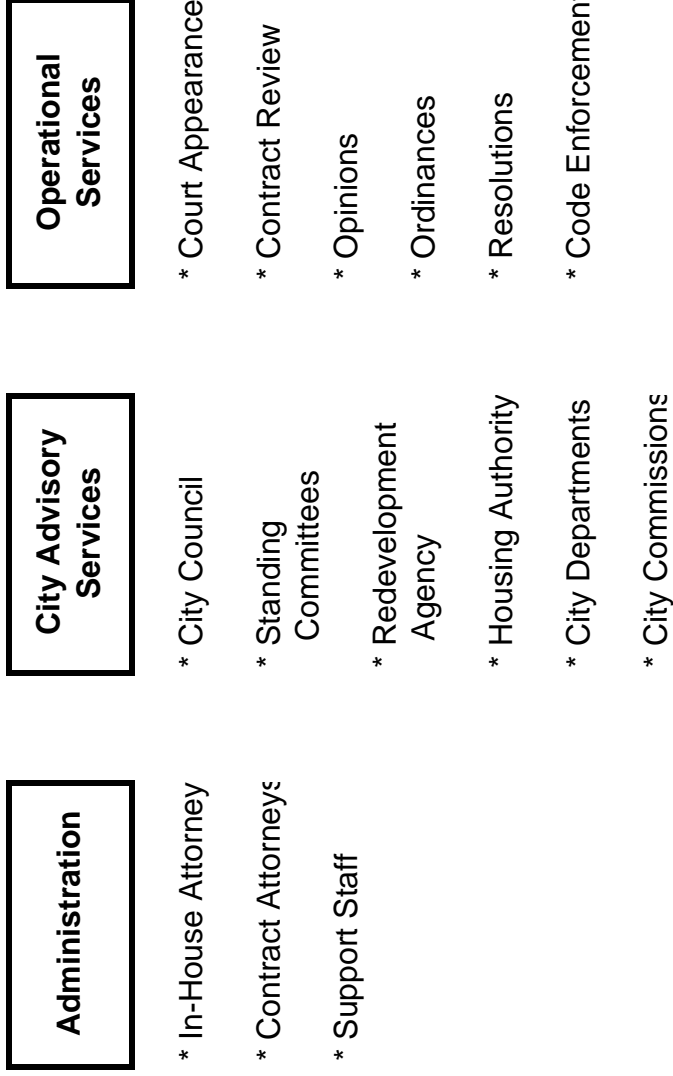 Administration
* In-House Attorney
* Contract Attorneys
* Support Staff
City Advisory
Services
* City Council
* Standing
Committees
* Redevelopment
Agency
* Housing Authority
* City Departments
* City Commissions
Operational
Services
* Court Appearance
* Contract Review
* Opinions
* Ordinances
* Resolutions
* Code Enforcement